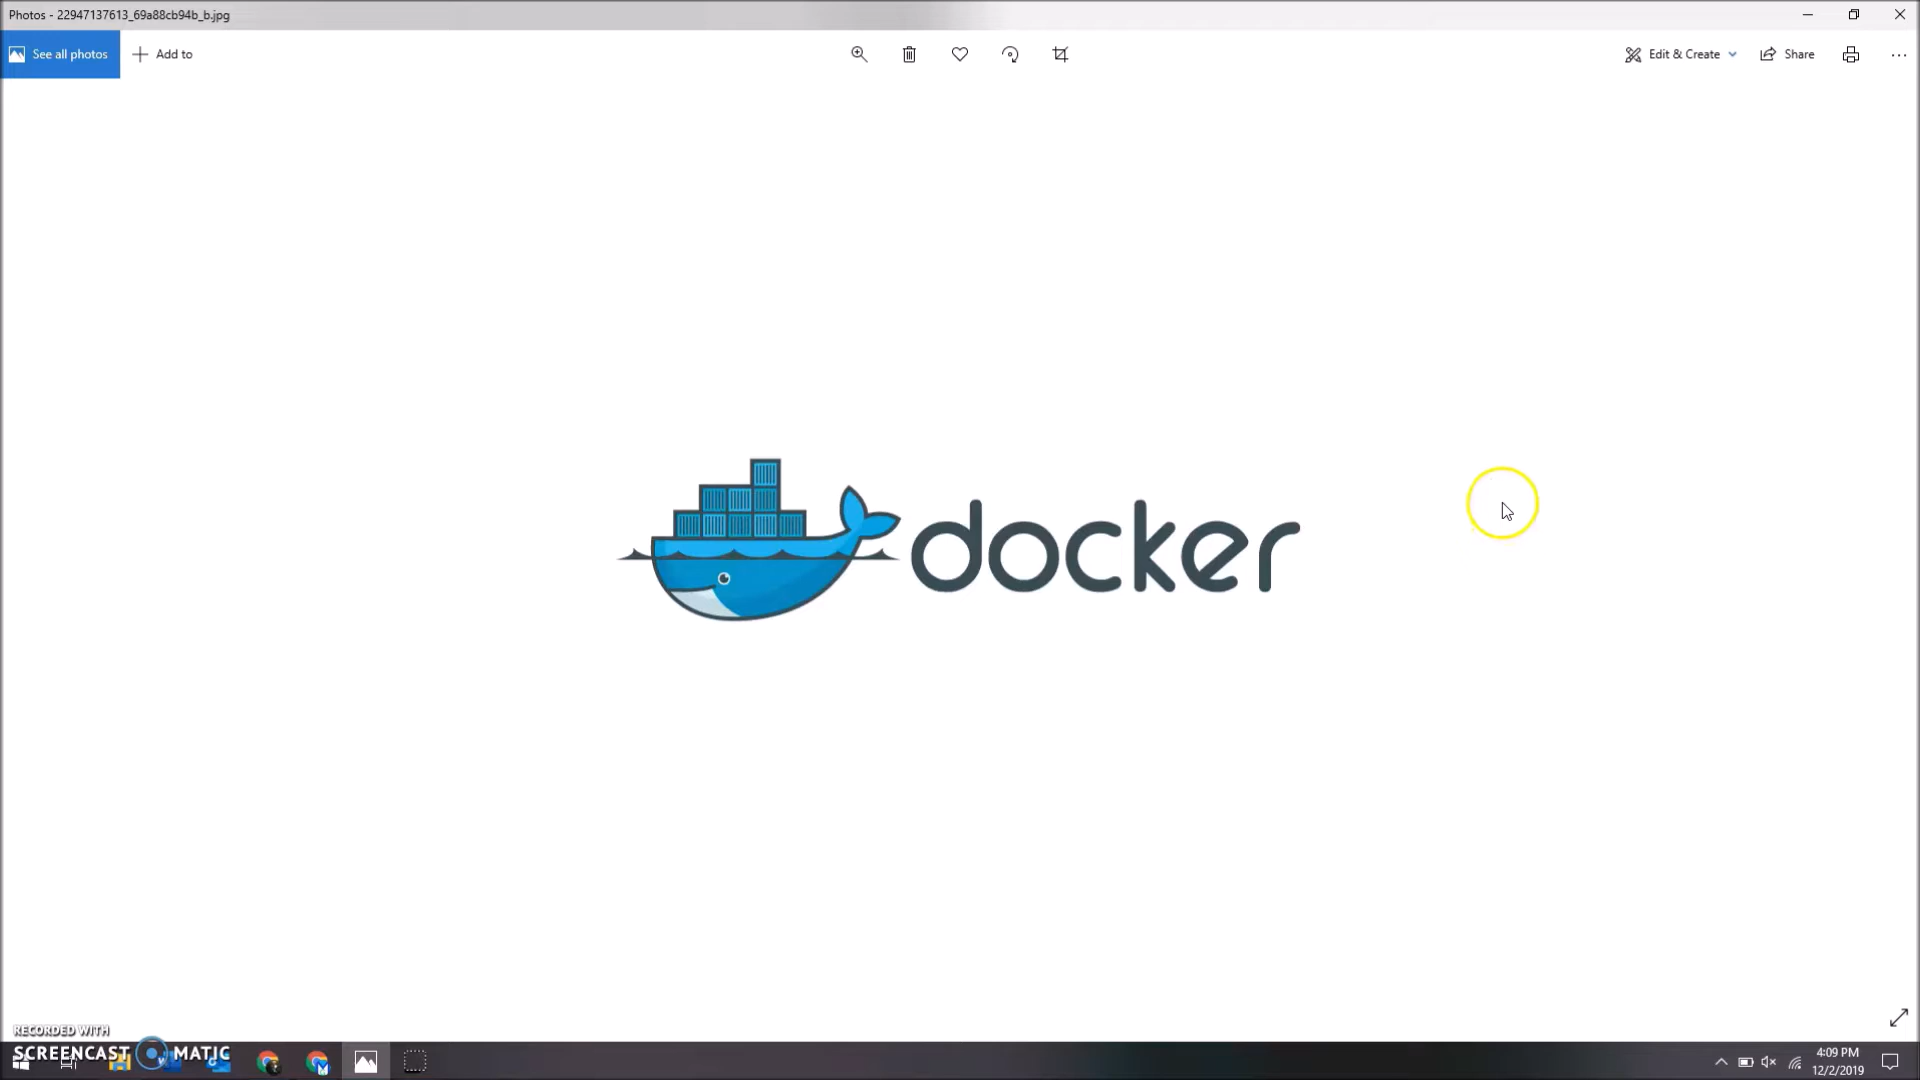 Photos - 22947137613_69a88cb94b_b.jpg
See all photos
Add to
Edit & Create
Share
docker
RECORDED WITH
SCREENCAST MATIC
4:09 PM
12/2/2019